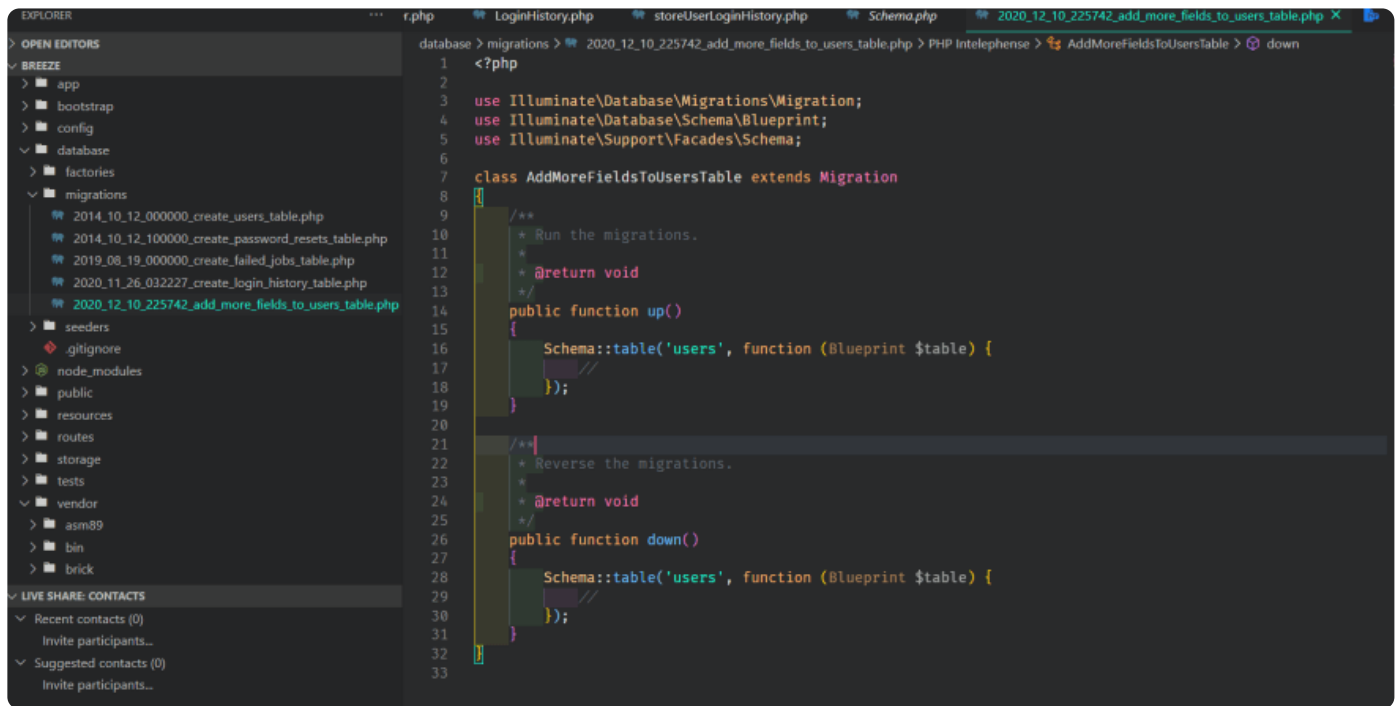 EXPLORER
...
OPEN EDITORS
BREEZE
app
bootstrap
config
database
factories
migrations
2014_10_12_000000_create_users_table.php
2014_10_12_100000_create_password_resets_table.php
2019_08_19_000000_create_failed_jobs_table.php
2020_11_26_032227_create_login_history_table.php
2020_12_10_225742_add_more_fields_to_users_table.php
seeders
.gitignore
node_modules
public
resources
routes
storage
tests
vendor
asm89
bin
brick
LIVE SHARE: CONTACTS
Recent contacts (0)
Invite participants...
Suggested contacts (0)
Invite participants...
r.php LoginHistory.php storeUserLoginHistory.php Schema.php 2020_12_10_225742_add_more_fields_to_users_table.php
database > migrations > 2020_12_10_225742_add_more_fields_to_users_table.php > PHP Intelephense > AddMoreFieldsToUsersTable > down
1 <?php
2
3 use Illuminate\Database\Migrations\Migration;
4 use Illuminate\Database\Schema\Blueprint;
5 use Illuminate\Support\Facades\Schema;
6
7 class AddMoreFieldsToUsersTable extends Migration
8 {
9 /**
10 * Run the migrations.
11 *
12 * @return void
13 */
14 public function up()
15 {
16 Schema::table('users', function (Blueprint $table) {
17 //
18 });
19 }
20
21 /**
22 * Reverse the migrations.
23 *
24 * @return void
25 */
26 public function down()
27 {
28 Schema::table('users', function (Blueprint $table) {
29 //
30 });
31 }
32 }
33